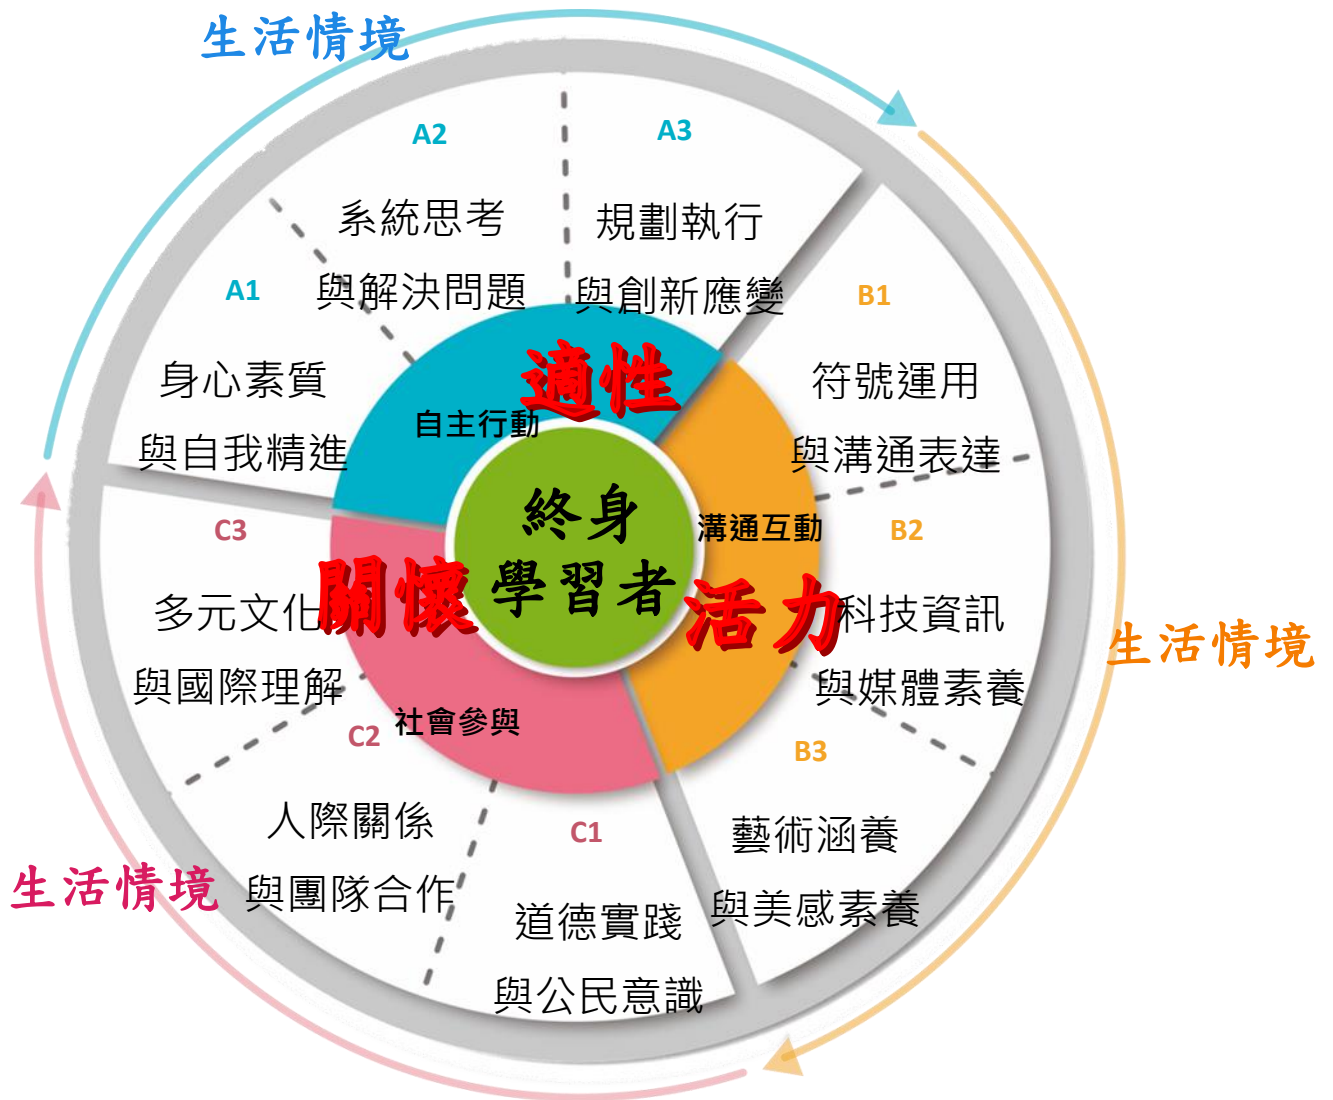 生活情境
A2
系統思考
與解決問題
A3
規劃執行
與創新應變
A1
身心素質
與自我精進
B1
符號運用
與溝通表達
適性
自主行動
終身
學習者
溝通互動
活力
B2
科技資訊
與媒體素養
生活情境
B3
藝術涵養
與美感素養
C3
多元文化
與國際理解
關懷
社會參與
C2
人際關係
與團隊合作
C1
道德實踐
與公民意識
生活情境